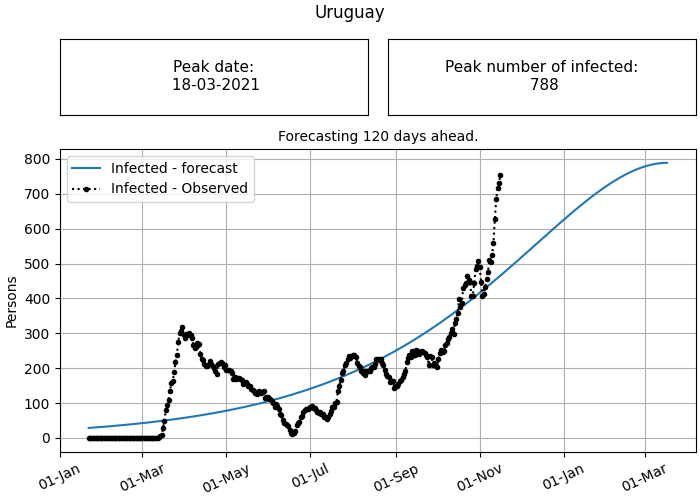 Uruguay
Peak date:
18-03-2021
Peak number of infected:
788
Forecasting 120 days ahead.
Infected - forecast
Infected - Observed
Persons
800
700
600
500
400
300
200
100
0
01-Jan
01-Mar
01-May
01-Jul
01-Sep
01-Nov
01-Jan
01-Mar